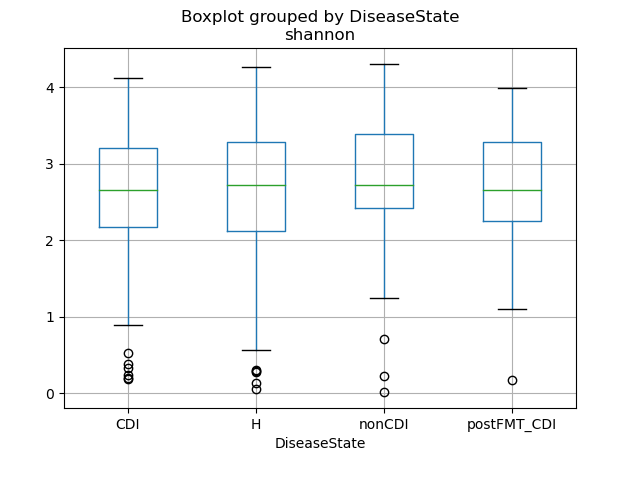 Boxplot grouped by DiseaseState
shannon
4
3
2
1
0
CDI
H
nonCDI
postFMT_CDI
DiseaseState